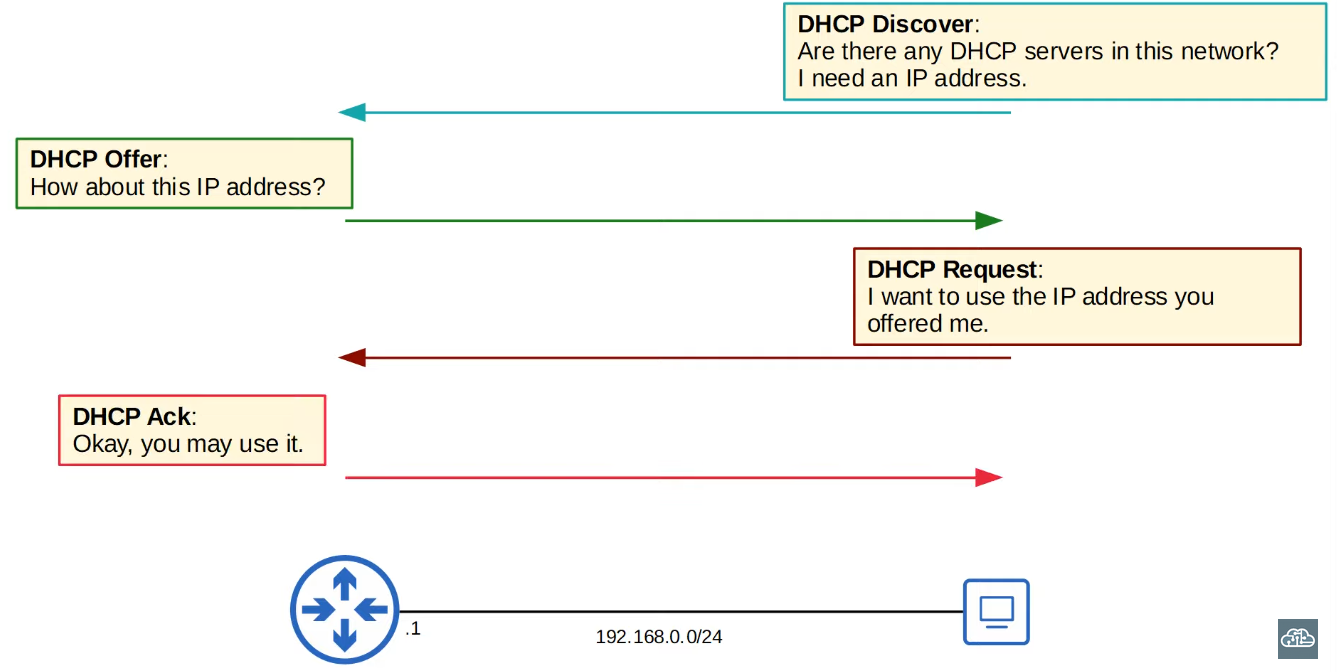 DHCP Discover:
Are there any DHCP servers in this network?
I need an IP address.
DHCP Offer:
How about this IP address?
DHCP Request:
I want to use the IP address you
offered me.
DHCP Ack:
Okay, you may use it.
.1
192.168.0.0/24